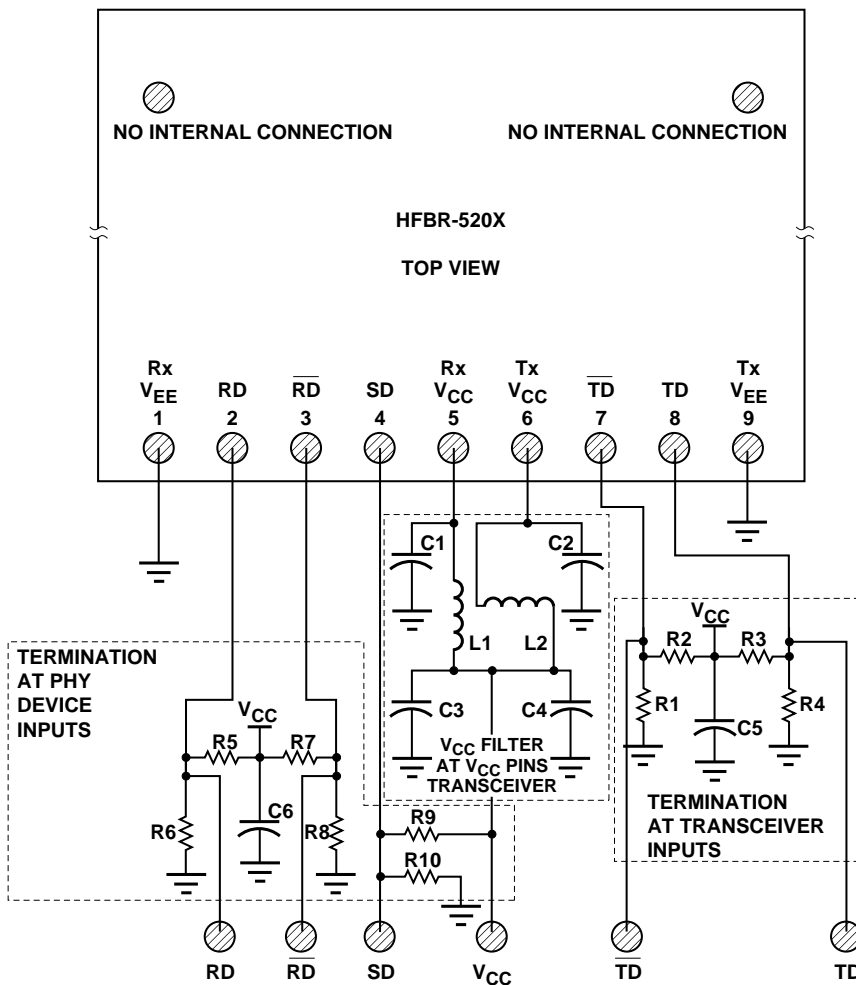 NO INTERNAL CONNECTION
NO INTERNAL CONNECTION
HFBR-520X
TOP VIEW
Rx
VEE
1
RD
2
RD
3
SD
4
Rx
VCC
5
Tx
VCC
6
TD
7
TD
8
Tx
VEE
9
C1
C2
L1
L2
C3
C4
VCC FILTER
AT VCC PINS
TRANSCEIVER
TERMINATION
AT PHY
DEVICE
INPUTS
VCC
R5
R7
R6
C6
R8
R9
R10
VCC
R2
R3
R1
C5
R4
TERMINATION
AT TRANSCEIVER
INPUTS
RD
RD
SD
VCC
TD
TD